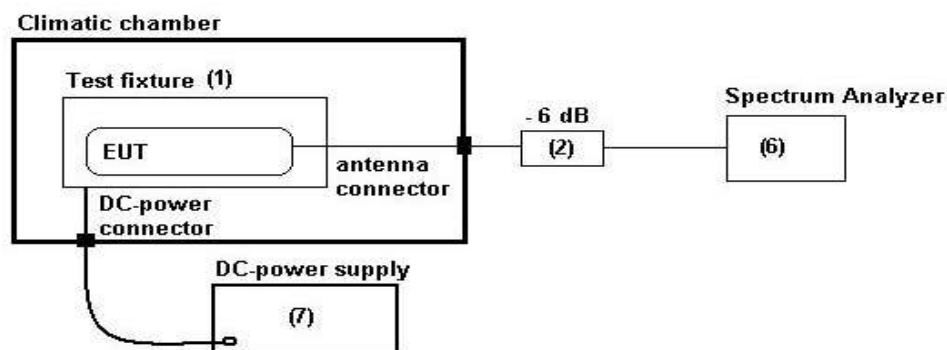 Climatic chamber
Test fixture (1)
EUT
antenna
connector
DC-power
connector
- 6 dB
(2)
Spectrum Analyzer
(6)
DC-power supply
(7)